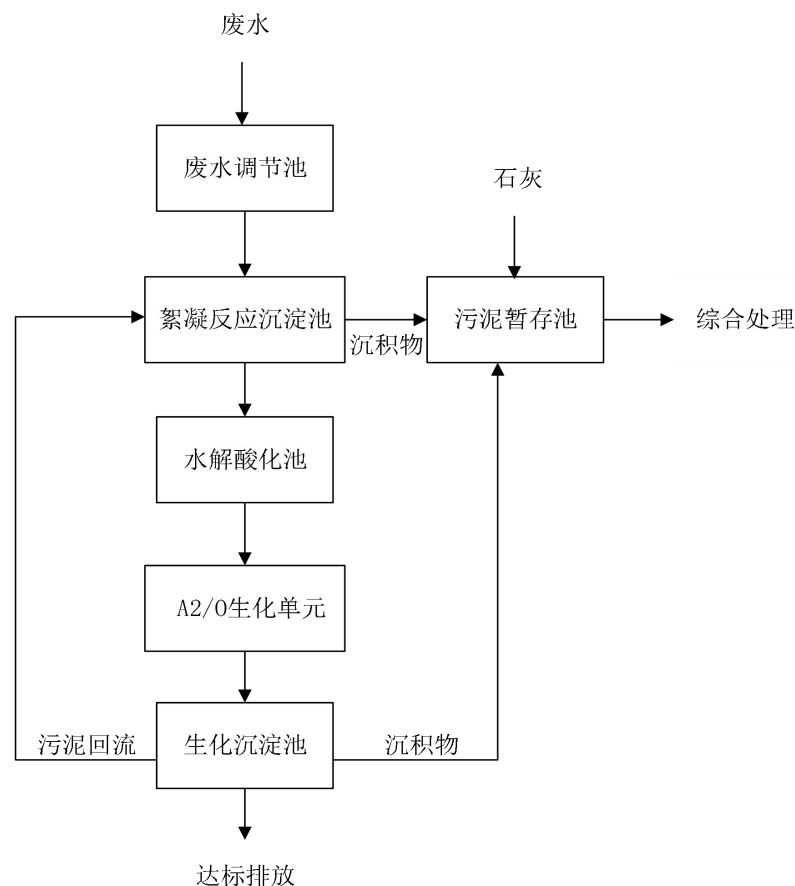 废水
废水调节池
石灰
絮凝反应沉淀池
沉积物
污泥暂存池
综合处理
水解酸化池
A2/O生化单元
污泥回流
生化沉淀池
沉积物
达标排放